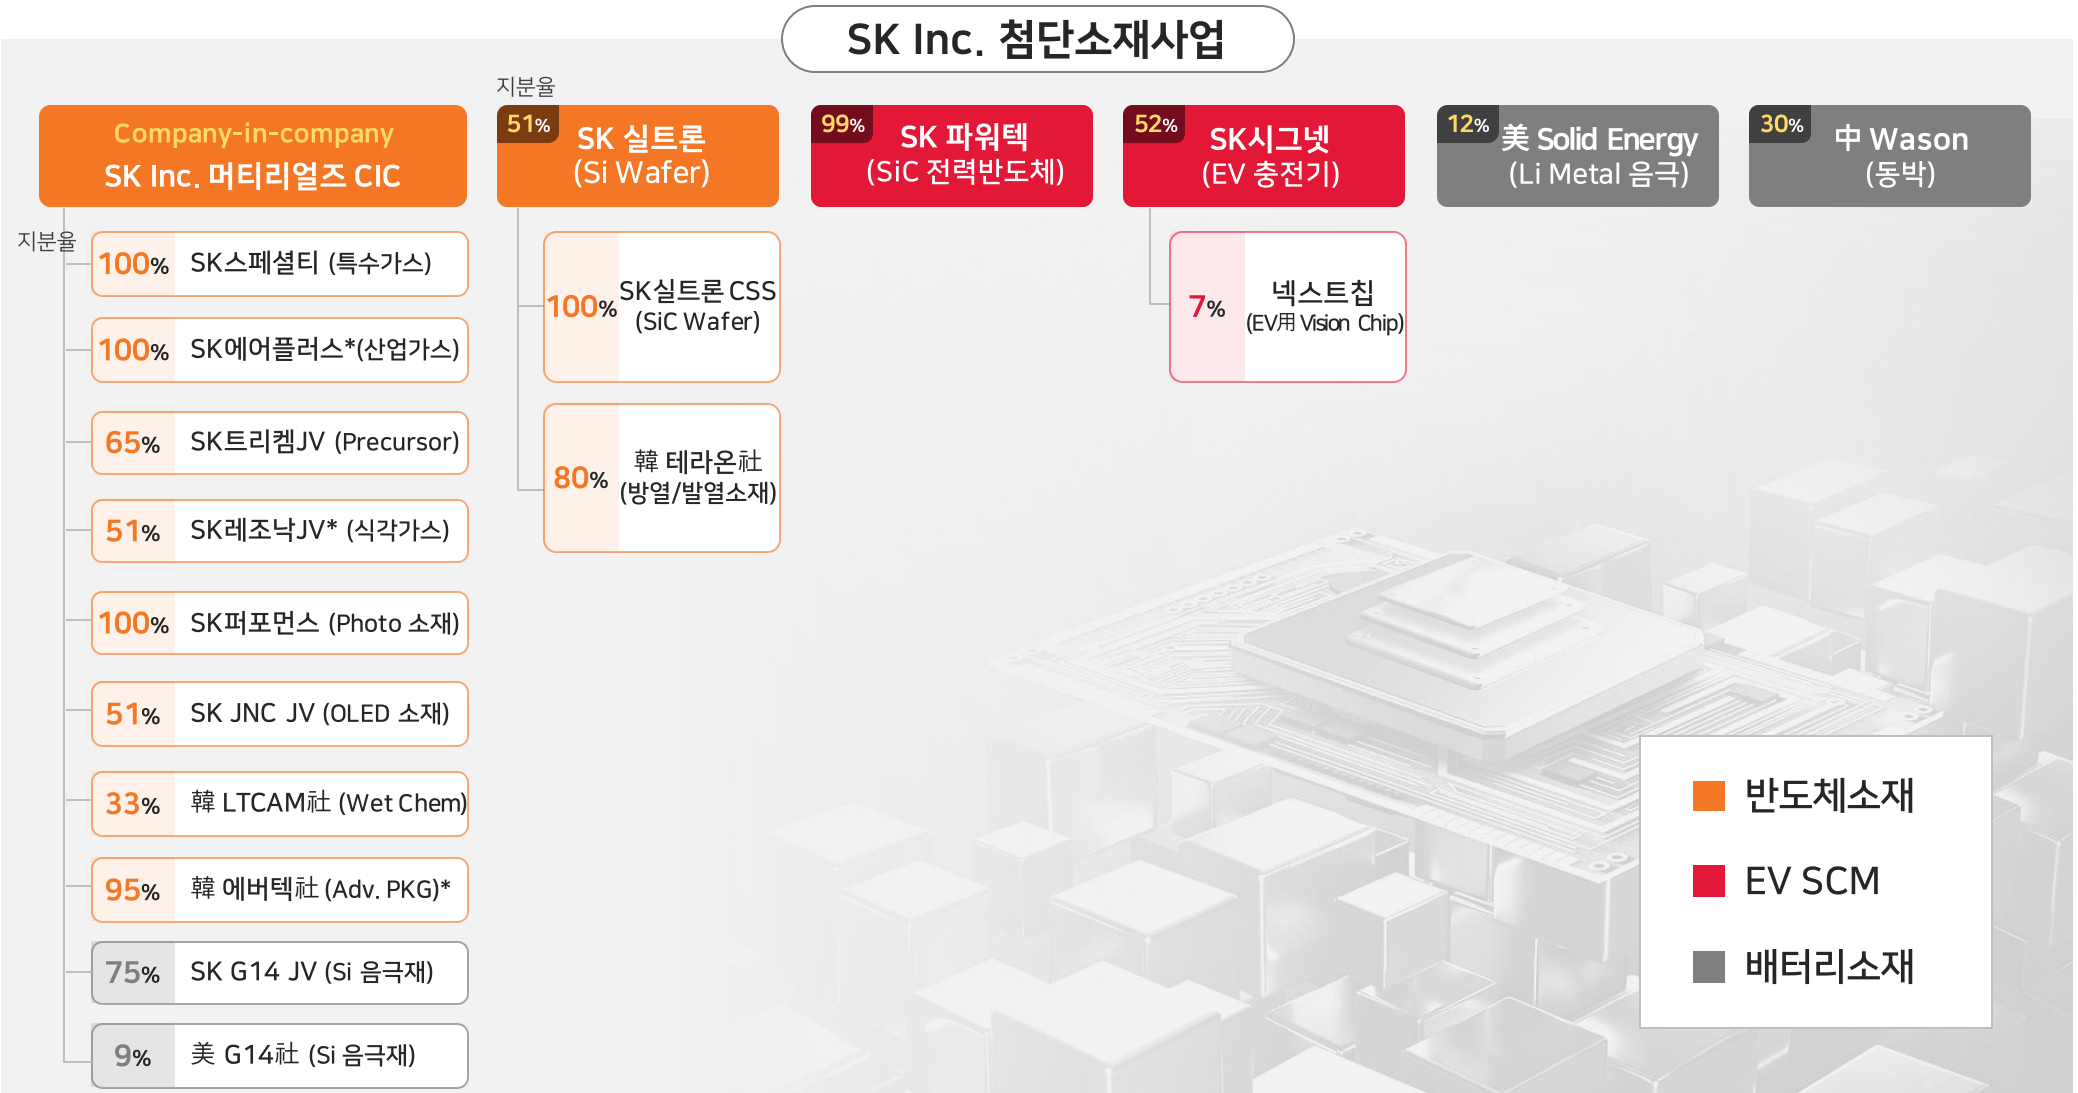 SK Inc. 첨단소재사업
Company-in-company
SK Inc. 머티리얼즈 CIC
지분율
100% SK스페셜티 (특수가스)
100% SK에어플러스*(산업가스)
65% SK트리켐JV (Precursor)
51% SK레조낙JV* (식각가스)
100% SK퍼포먼스 (Photo 소재)
51% SK JNC JV (OLED 소재)
33% 韓 LTCAM社 (Wet Chem)
95% 韓 에버텍社 (Adv. PKG)*
75% SK G14 JV (Si 음극재)
9% 美 G14社 (Si 음극재)
지분율
51% SK 실트론
(Si Wafer)
100% SK실트론 CSS
(SiC Wafer)
80% 韓 테라온社
(방열/발열소재)
99% SK 파워텍
(SiC 전력반도체)
52% SK시그넷
(EV 충전기)
7% 넥스트칩
(EV用 Vision Chip)
12% 美 Solid Energy
(Li Metal 음극)
30% 中 Wason
(동박)
반도체소재
EV SCM
배터리소재